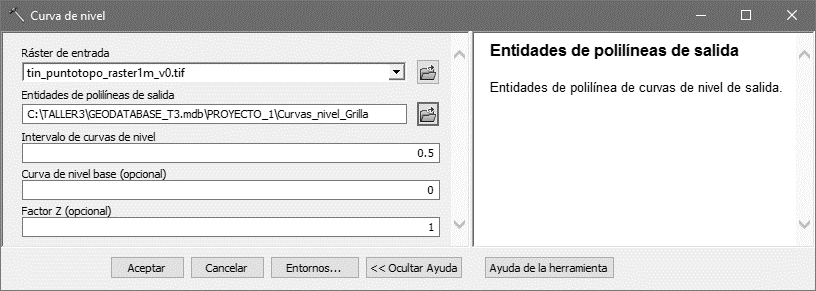 Curva de nivel
Ráster de entrada
tin_puntotopo_raster1m_v0.tif
Entidades de polilíneas de salida
C:\TALLER3\GEODATABASE_T3.mdb\PROYECTO_1\Curvas_nivel_Grilla
Intervalo de curvas de nivel
0.5
Curva de nivel base (opcional)
0
Factor Z (opcional)
1
Entidades de polilíneas de salida
Entidades de polilínea de curvas de nivel de salida.
Aceptar
Cancelar
Entornos...
<< Ocultar Ayuda
Ayuda de la herramienta